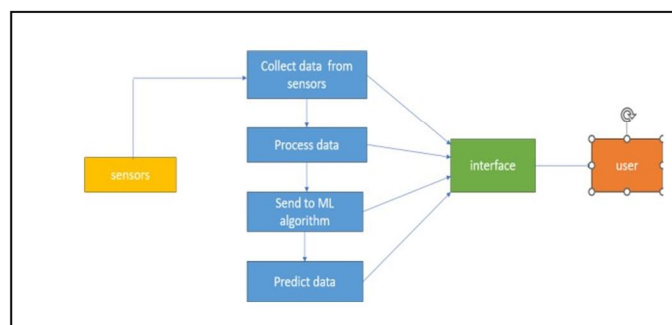 Collect data from
sensors
Process data
sensors
interface
user
Send to ML
algorithm
Predict data